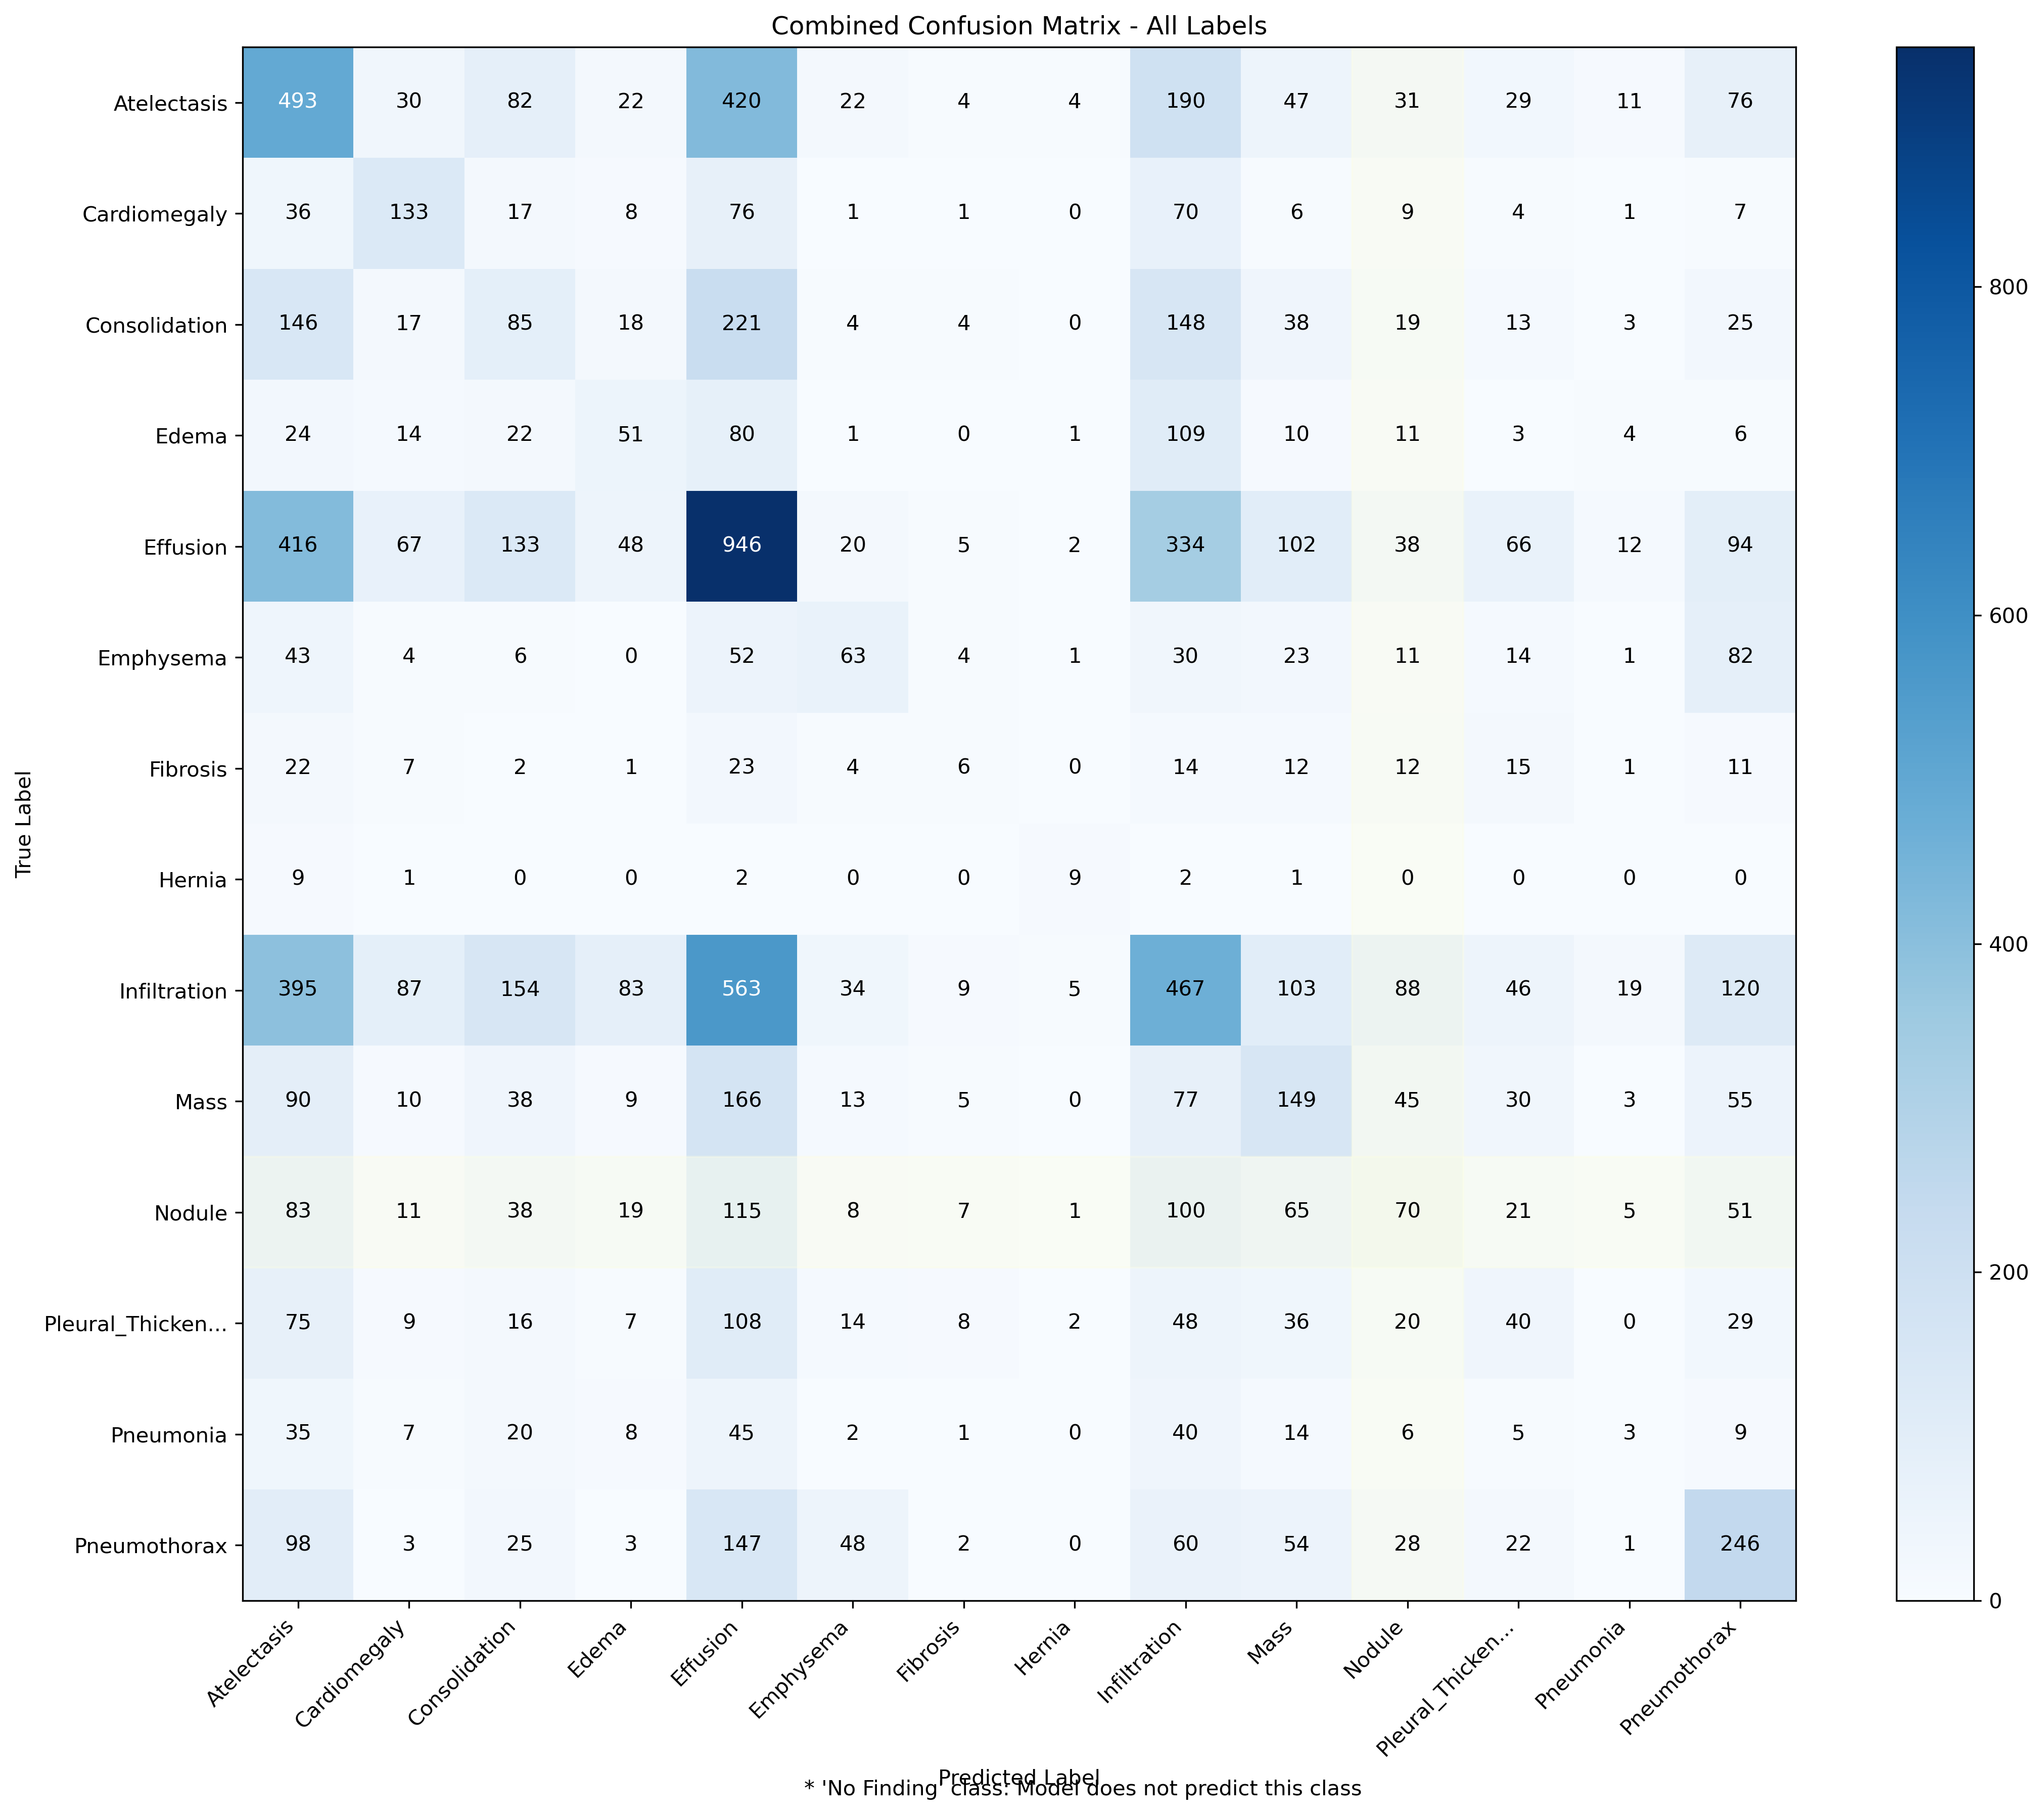 Combined Confusion Matrix - All Labels
True Label
Atelectasis 493 30 82 22 420 22 4 4 190 47 31 29 11 76
Cardiomegaly 36 133 17 8 76 1 1 0 70 6 9 4 1 7
Consolidation 146 17 85 18 221 4 4 0 148 38 19 13 3 25
Edema 24 14 22 51 80 1 0 1 109 10 11 3 4 6
Effusion 416 67 133 48 946 20 5 2 334 102 38 66 12 94
Emphysema 43 4 6 0 52 63 4 1 30 23 11 14 1 82
Fibrosis 22 7 2 1 23 4 6 0 14 12 12 15 1 11
Hernia 9 1 0 0 2 0 0 9 2 1 0 0 0 0
Infiltration 395 87 154 83 563 34 9 5 467 103 88 46 19 120
Mass 90 10 38 9 166 13 5 0 77 149 45 30 3 55
Nodule 83 11 38 19 115 8 7 1 100 65 70 21 5 51
Pleural_Thicken... 75 9 16 7 108 14 8 2 48 36 20 40 0 29
Pneumonia 35 7 20 8 45 2 1 0 40 14 6 5 3 9
Pneumothorax 98 3 25 3 147 48 2 0 60 54 28 22 1 246
Atelectasis Cardiomegaly Consolidation Edema Effusion Emphysema Fibrosis Hernia Infiltration Mass Nodule Pleural_Thicken... Pneumonia Pneumothorax
Predicted Label
* 'No Finding' class: Model does not predict this class
800
600
400
200
0